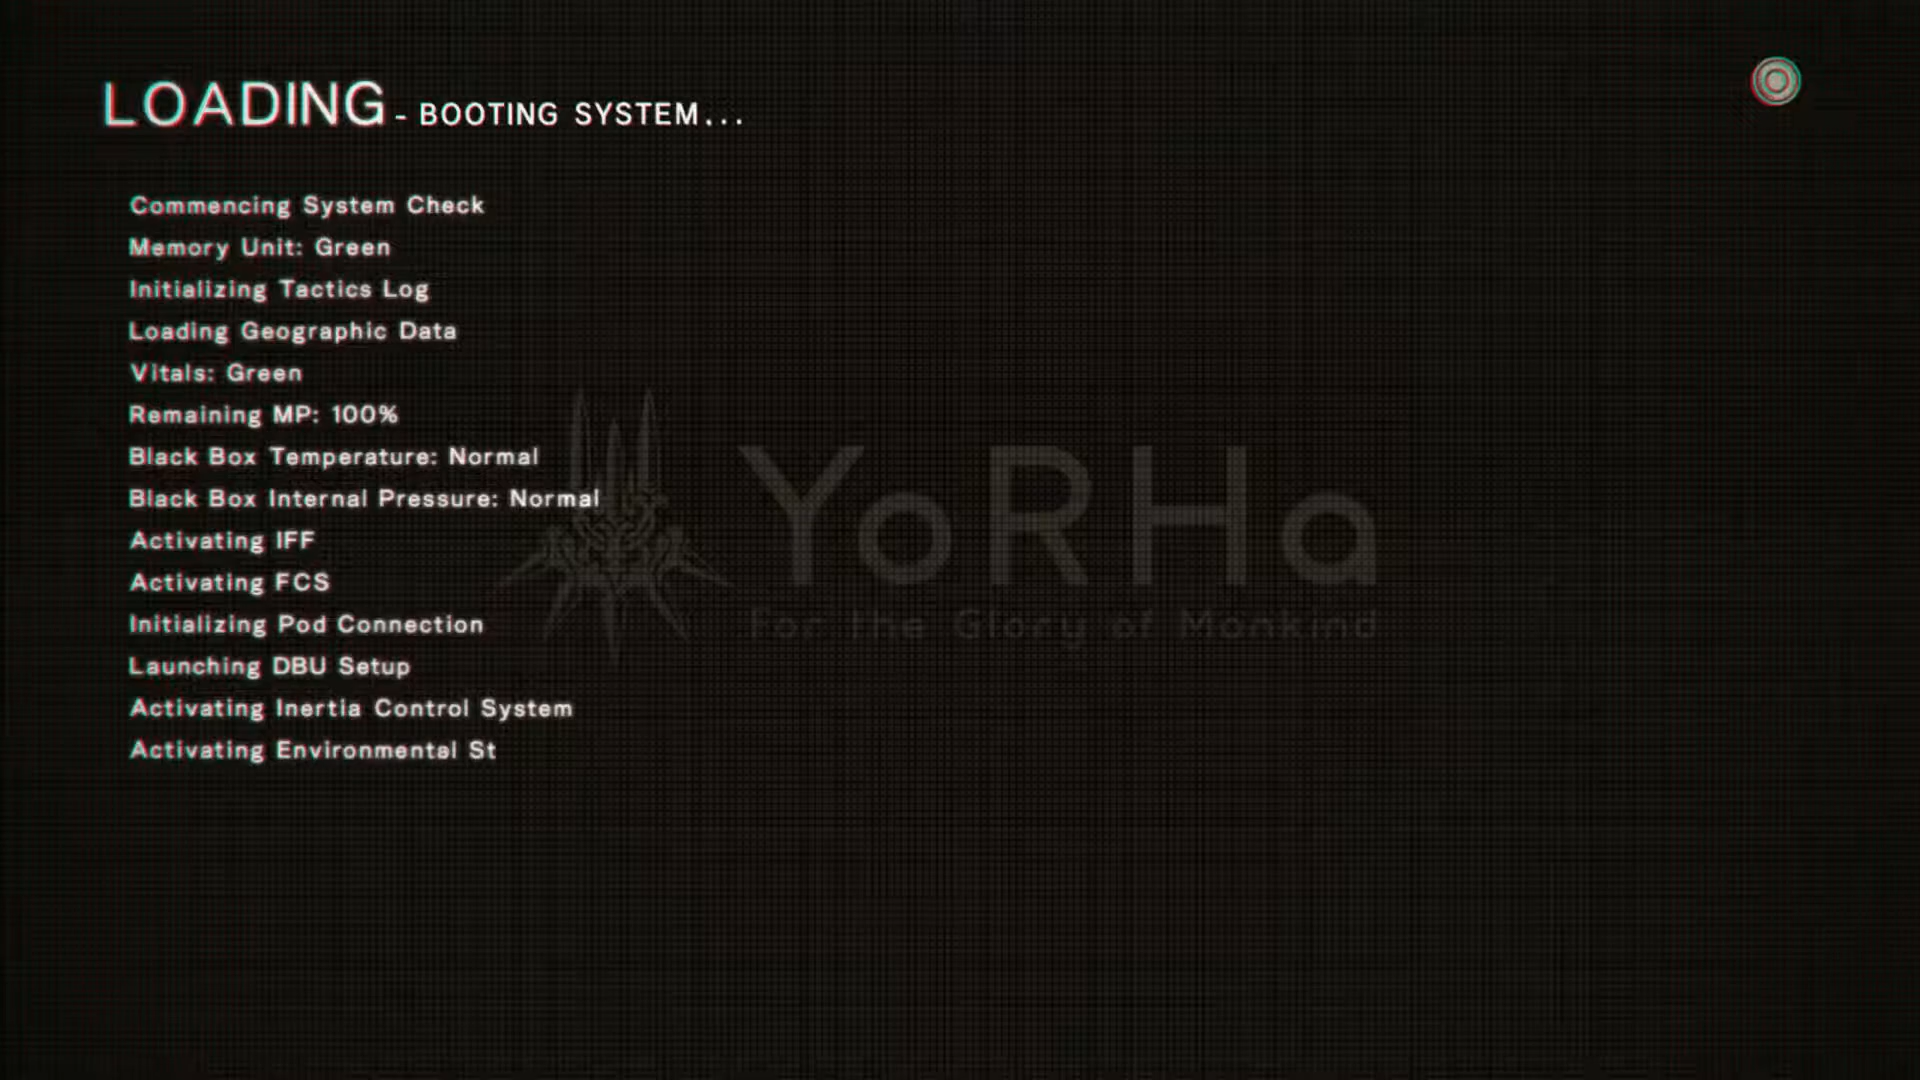 LOADING - BOOTING SYSTEM...
Commencing System Check
Memory Unit: Green
Initializing Tactics Log
Loading Geographic Data
Vitals: Green
Remaining MP: 100%
Black Box Temperature: Normal
Black Box Internal Pressure: Normal
Activating IFF
Activating FCS
Initializing Pod Connection
Launching DBU Setup
Activating Inertia Control System
Activating Environmental St
YoRHa
For the Glory of Mankind